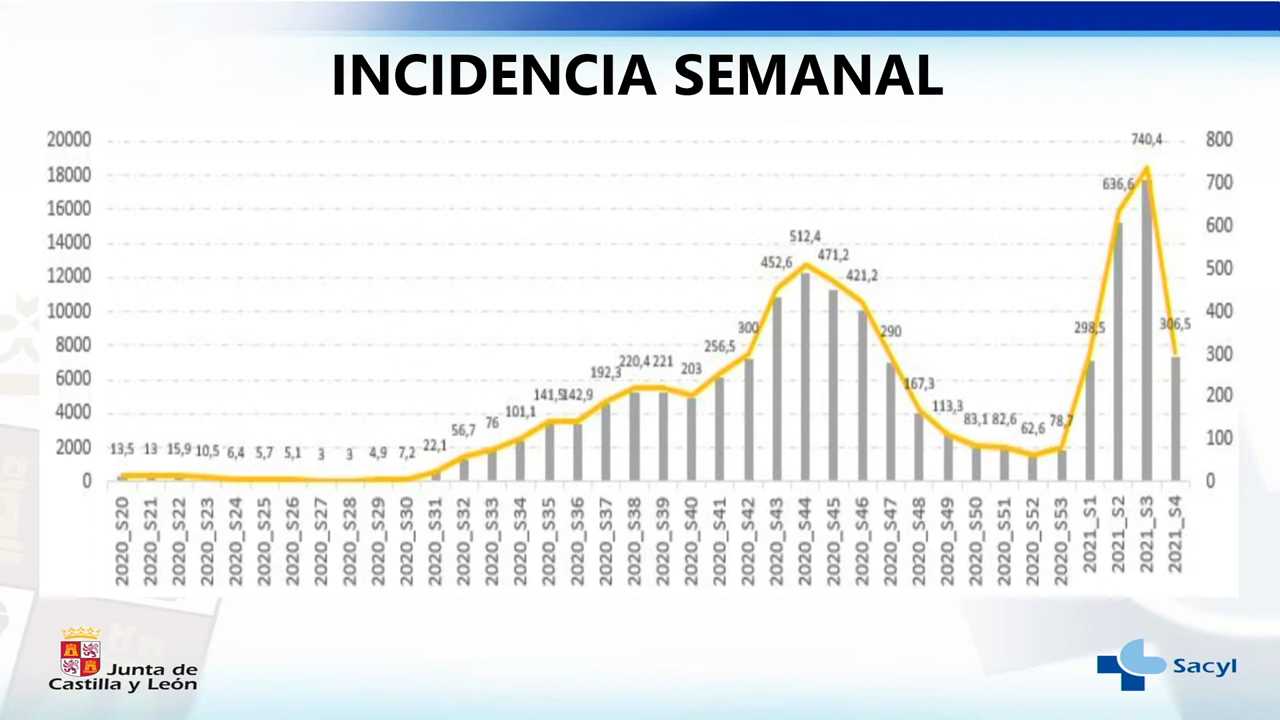 INCIDENCIA SEMANAL
20000
18000
16000
14000
12000
10000
8000
6000
4000
2000
0
800
700
600
500
400
300
200
100
0
13,5
13
15,9
10,5
6,4
5,7
5,1
3
3
4,9
7,2
22,1
56,7
76
101,1
141,5
142,9
192,3
220,4
221
203
256,5
300
452,6
512,4
471,2
421,2
290
167,3
113,3
83,1
82,6
62,6
78,7
298,5
636,6
740,4
306,5
2020_S20
2020_S21
2020_S22
2020_S23
2020_S24
2020_S25
2020_S26
2020_S27
2020_S28
2020_S29
2020_S30
2020_S31
2020_S32
2020_S33
2020_S34
2020_S35
2020_S36
2020_S37
2020_S38
2020_S39
2020_S40
2020_S41
2020_S42
2020_S43
2020_S44
2020_S45
2020_S46
2020_S47
2020_S48
2020_S49
2020_S50
2020_S51
2020_S52
2020_S53
2021_S1
2021_S2
2021_S3
2021_S4
Junta de
Castilla y León
Sacyl